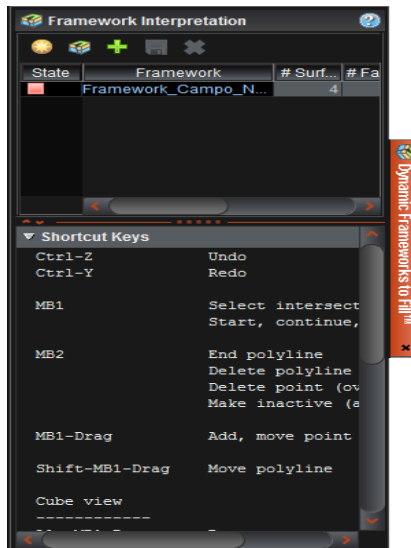 Framework Interpretation
State Framework # Surf... # Fa
Framework_Campo_N... 4
Dynamic Frameworks to Fill™
Shortcut Keys
Ctrl-Z Undo
Ctrl-Y Redo
MB1 Select intersect
Start, continue,
MB2 End polyline
Delete polyline
Delete point (ov
Make inactive (a
MB1-Drag Add, move point
Shift-MB1-Drag Move polyline
Cube view
------------